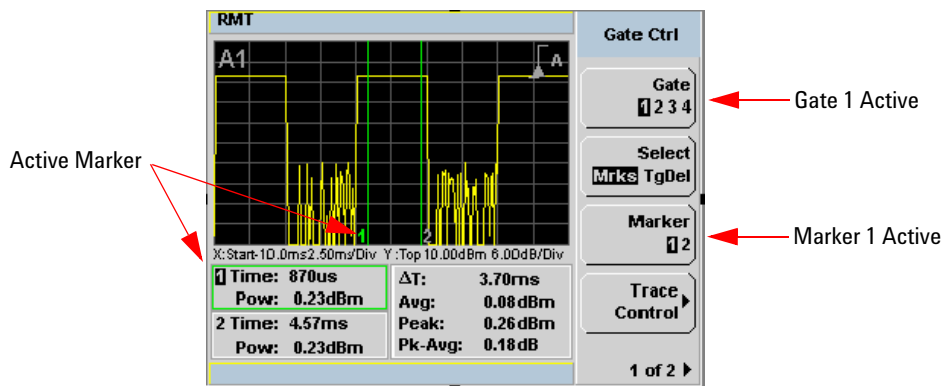 RMT
Gate Ctrl
A1
A
Gate
1 2 3 4
Gate 1 Active
Select
Mrks TgDel
Active Marker
Marker
1 2
Marker 1 Active
1
2
X:Start-10.0ms2.50ms/Div Y:Top 10.00dBm 6.00dB/Div
1 Time: 870us
Pow: 0.23dBm
2 Time: 4.57ms
Pow: 0.23dBm
ΔT: 3.70ms
Avg: 0.08dBm
Peak: 0.26dBm
Pk-Avg: 0.18dB
Trace
Control
1 of 2